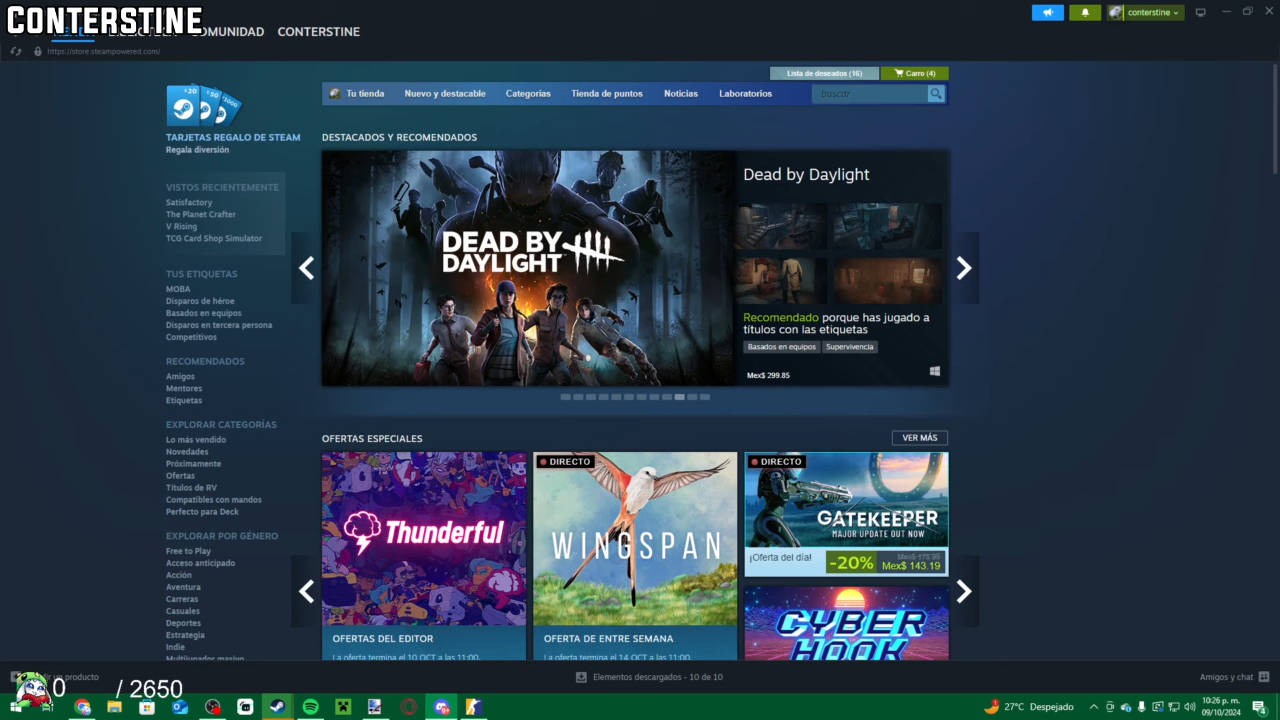 CONTERSTINE
COMUNIDAD
CONTERSTINE
conterstine
https://store.steampowered.com/
Lista de deseados (16)
Carro (4)
Tu tienda
Nuevo y destacable
Categorías
Tienda de puntos
Noticias
Laboratorios
buscar
TARJETAS REGALO DE STEAM
Regala diversión
VISTOS RECIENTEMENTE
Satisfactory
The Planet Crafter
V Rising
TCG Card Shop Simulator
TUS ETIQUETAS
MOBA
Disparos de héroe
Basados en equipos
Disparos en tercera persona
Competitivos
RECOMENDADOS
Amigos
Mentores
Etiquetas
EXPLORAR CATEGORÍAS
Lo más vendido
Novedades
Próximamente
Ofertas
Títulos de RV
Compatibles con mandos
Perfecto para Deck
EXPLORAR POR GÉNERO
Free to Play
Acceso anticipado
Acción
Aventura
Carreras
Casuales
Deportes
Estrategia
Indie
Multijugador masivo
DESTACADOS Y RECOMENDADOS
DEAD BY
DAYLIGHT
Dead by Daylight
Recomendado porque has jugado a
títulos con las etiquetas
Basados en equipos
Supervivencia
Mex$ 299.85
OFERTAS ESPECIALES
VER MÁS
Thunderful
OFERTAS DEL EDITOR
La oferta termina el 10 OCT a las 11:00.
DIRECTO
WINGSPAN
OFERTA DE ENTRE SEMANA
La oferta termina el 14 OCT a las 11:00.
DIRECTO
GATEKEEPER
MAJOR UPDATE OUT NOW
¡Oferta del día!
-20%
Mex$ 143.19
CYBER
HOOK
un producto
Elementos descargados - 10 de 10
Amigos y chat
0 / 2650
27°C Despejado
10:26 p. m.
09/10/2024